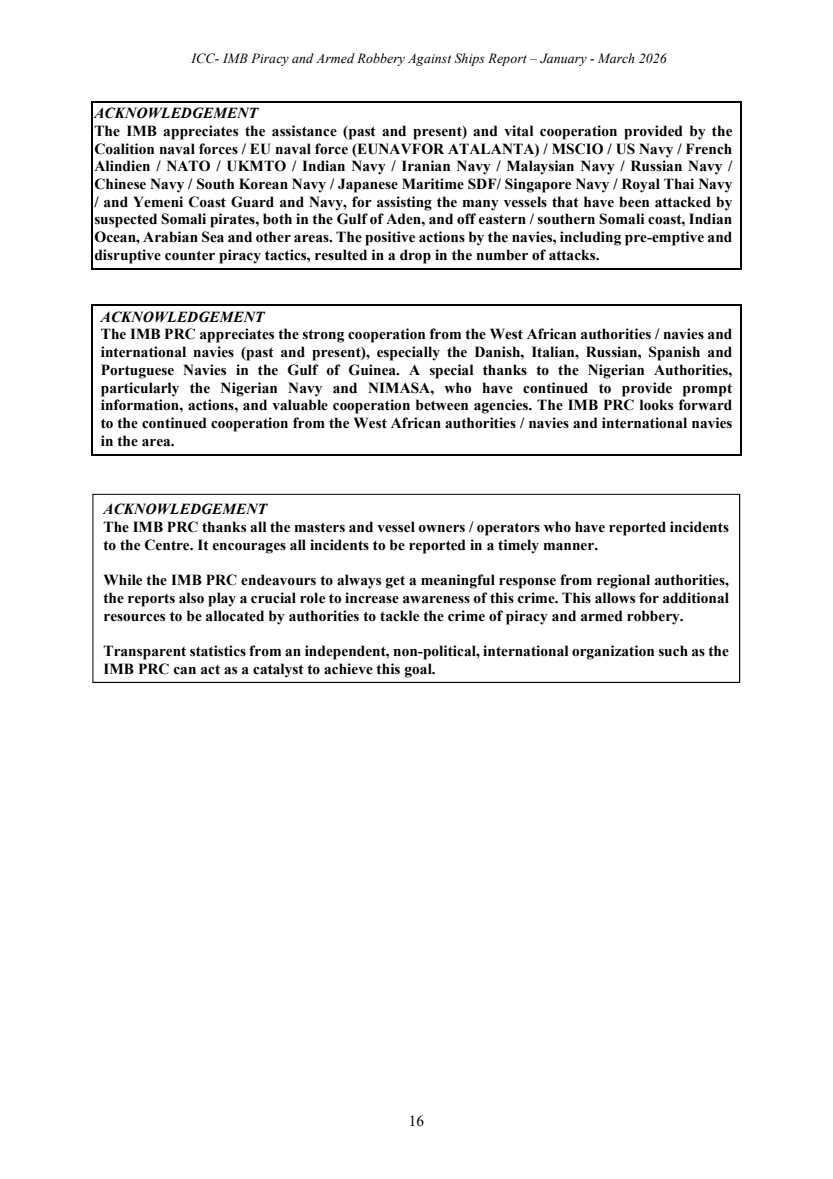 ICC- IMB Piracy and Armed Robbery Against Ships Report – January - March 2026
ACKNOWLEDGEMENT
The IMB appreciates the assistance (past and present) and vital cooperation provided by the
Coalition naval forces / EU naval force (EUNAVFOR ATALANTA) / MSCIO / US Navy / French
Alindien / NATO / UKMTO / Indian Navy / Iranian Navy / Malaysian Navy / Russian Navy /
Chinese Navy / South Korean Navy / Japanese Maritime SDF/ Singapore Navy / Royal Thai Navy
/ and Yemeni Coast Guard and Navy, for assisting the many vessels that have been attacked by
suspected Somali pirates, both in the Gulf of Aden, and off eastern / southern Somali coast, Indian
Ocean, Arabian Sea and other areas. The positive actions by the navies, including pre-emptive and
disruptive counter piracy tactics, resulted in a drop in the number of attacks.
ACKNOWLEDGEMENT
The IMB PRC appreciates the strong cooperation from the West African authorities / navies and
international navies (past and present), especially the Danish, Italian, Russian, Spanish and
Portuguese Navies in the Gulf of Guinea. A special thanks to the Nigerian Authorities,
particularly the Nigerian Navy and NIMASA, who have continued to provide prompt
information, actions, and valuable cooperation between agencies. The IMB PRC looks forward
to the continued cooperation from the West African authorities / navies and international navies
in the area.
ACKNOWLEDGEMENT
The IMB PRC thanks all the masters and vessel owners / operators who have reported incidents
to the Centre. It encourages all incidents to be reported in a timely manner.
While the IMB PRC endeavours to always get a meaningful response from regional authorities,
the reports also play a crucial role to increase awareness of this crime. This allows for additional
resources to be allocated by authorities to tackle the crime of piracy and armed robbery.
Transparent statistics from an independent, non-political, international organization such as the
IMB PRC can act as a catalyst to achieve this goal.
16